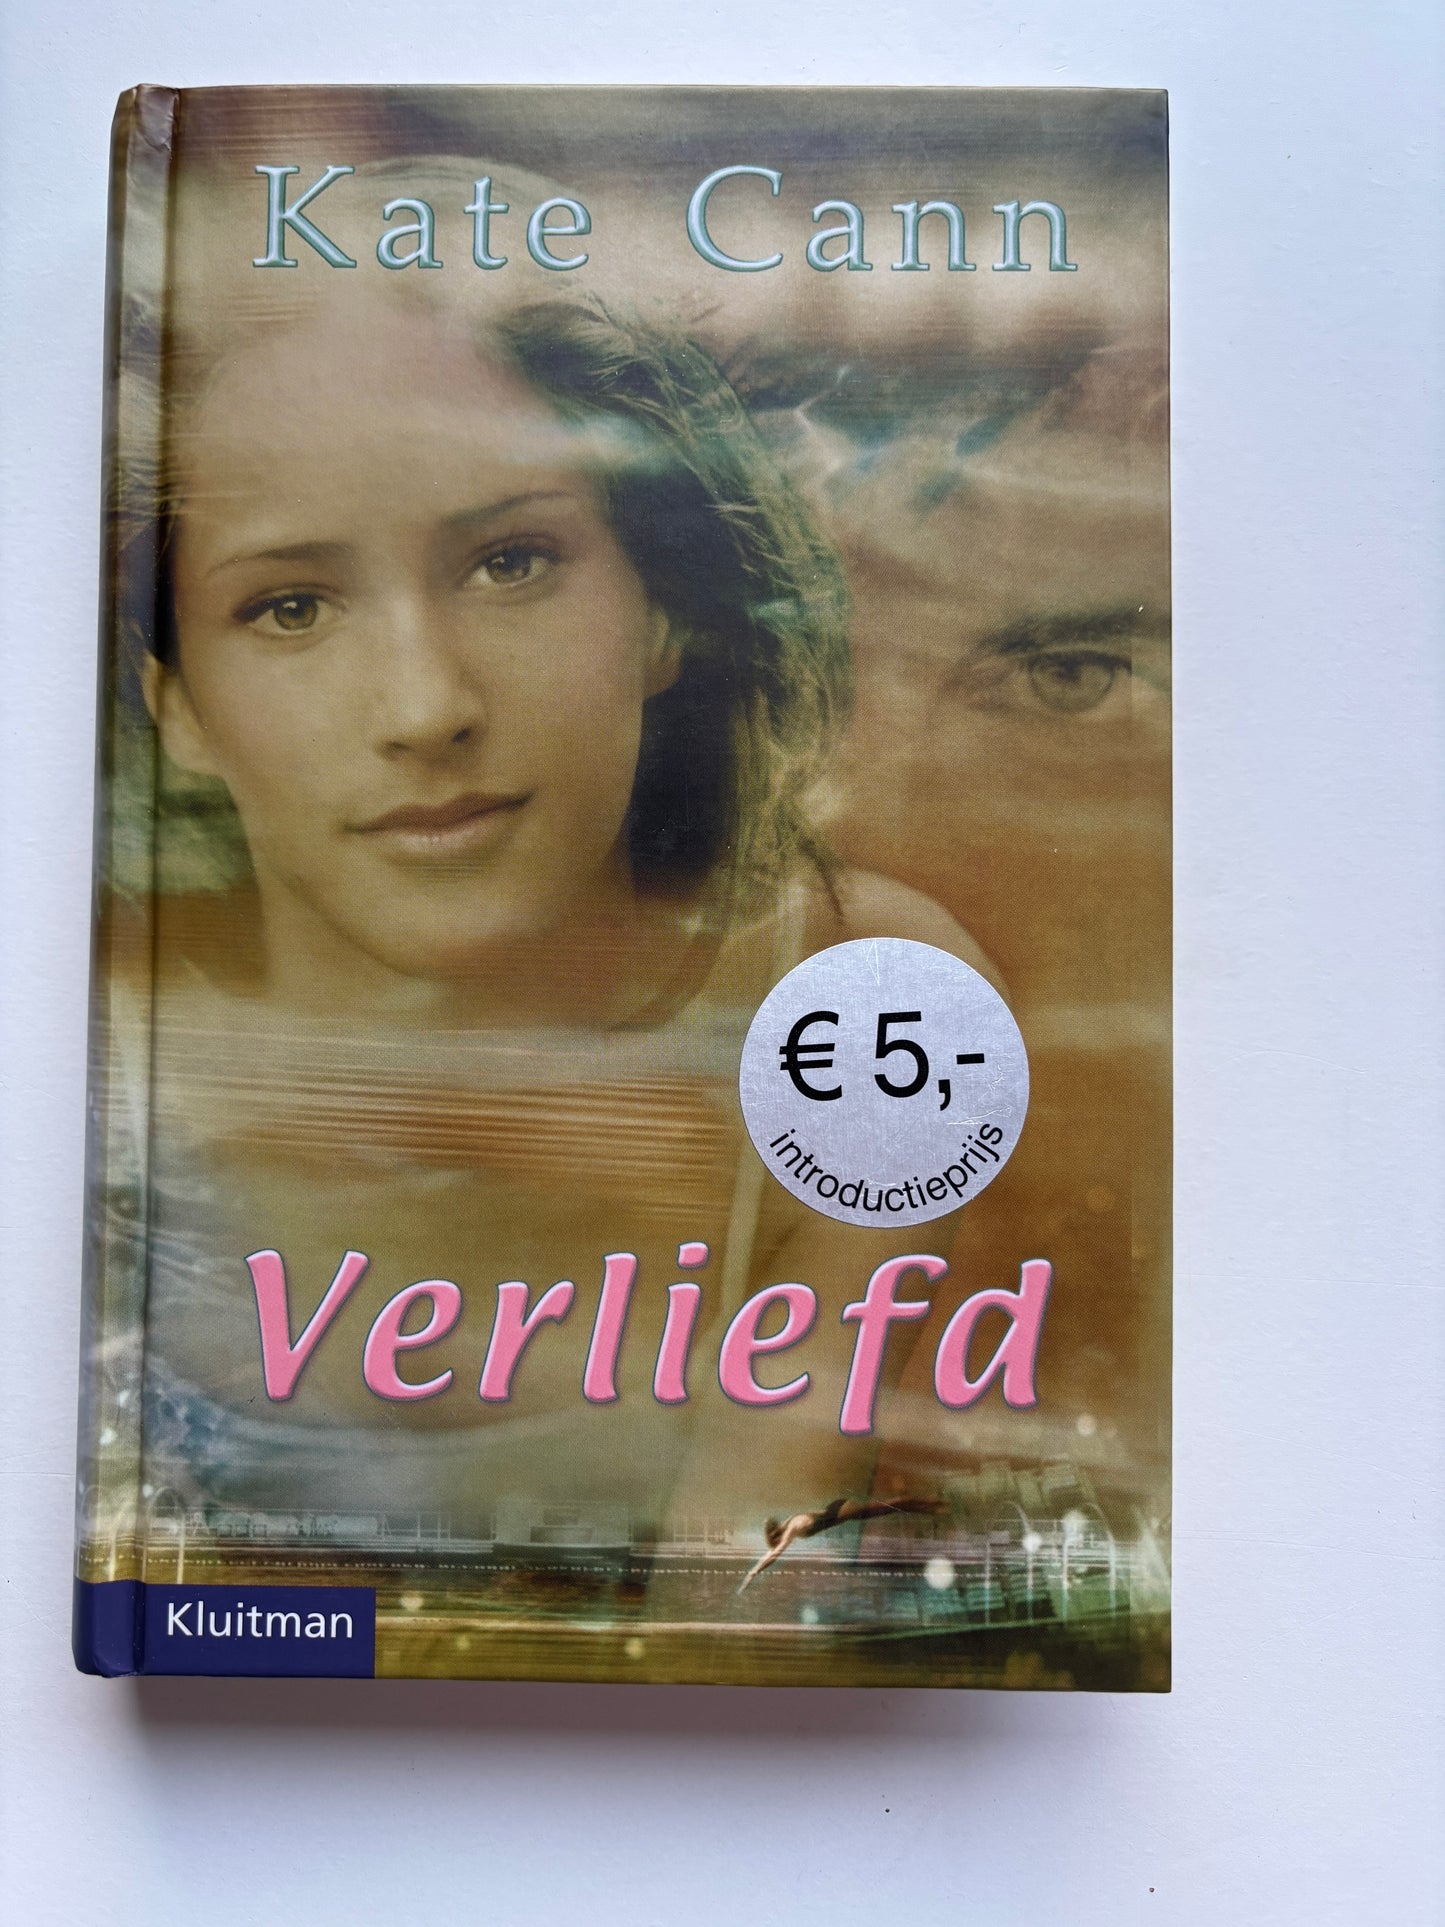 Kate Cann
€ 5,-
introductieprijs
Verliefd
Kluitman